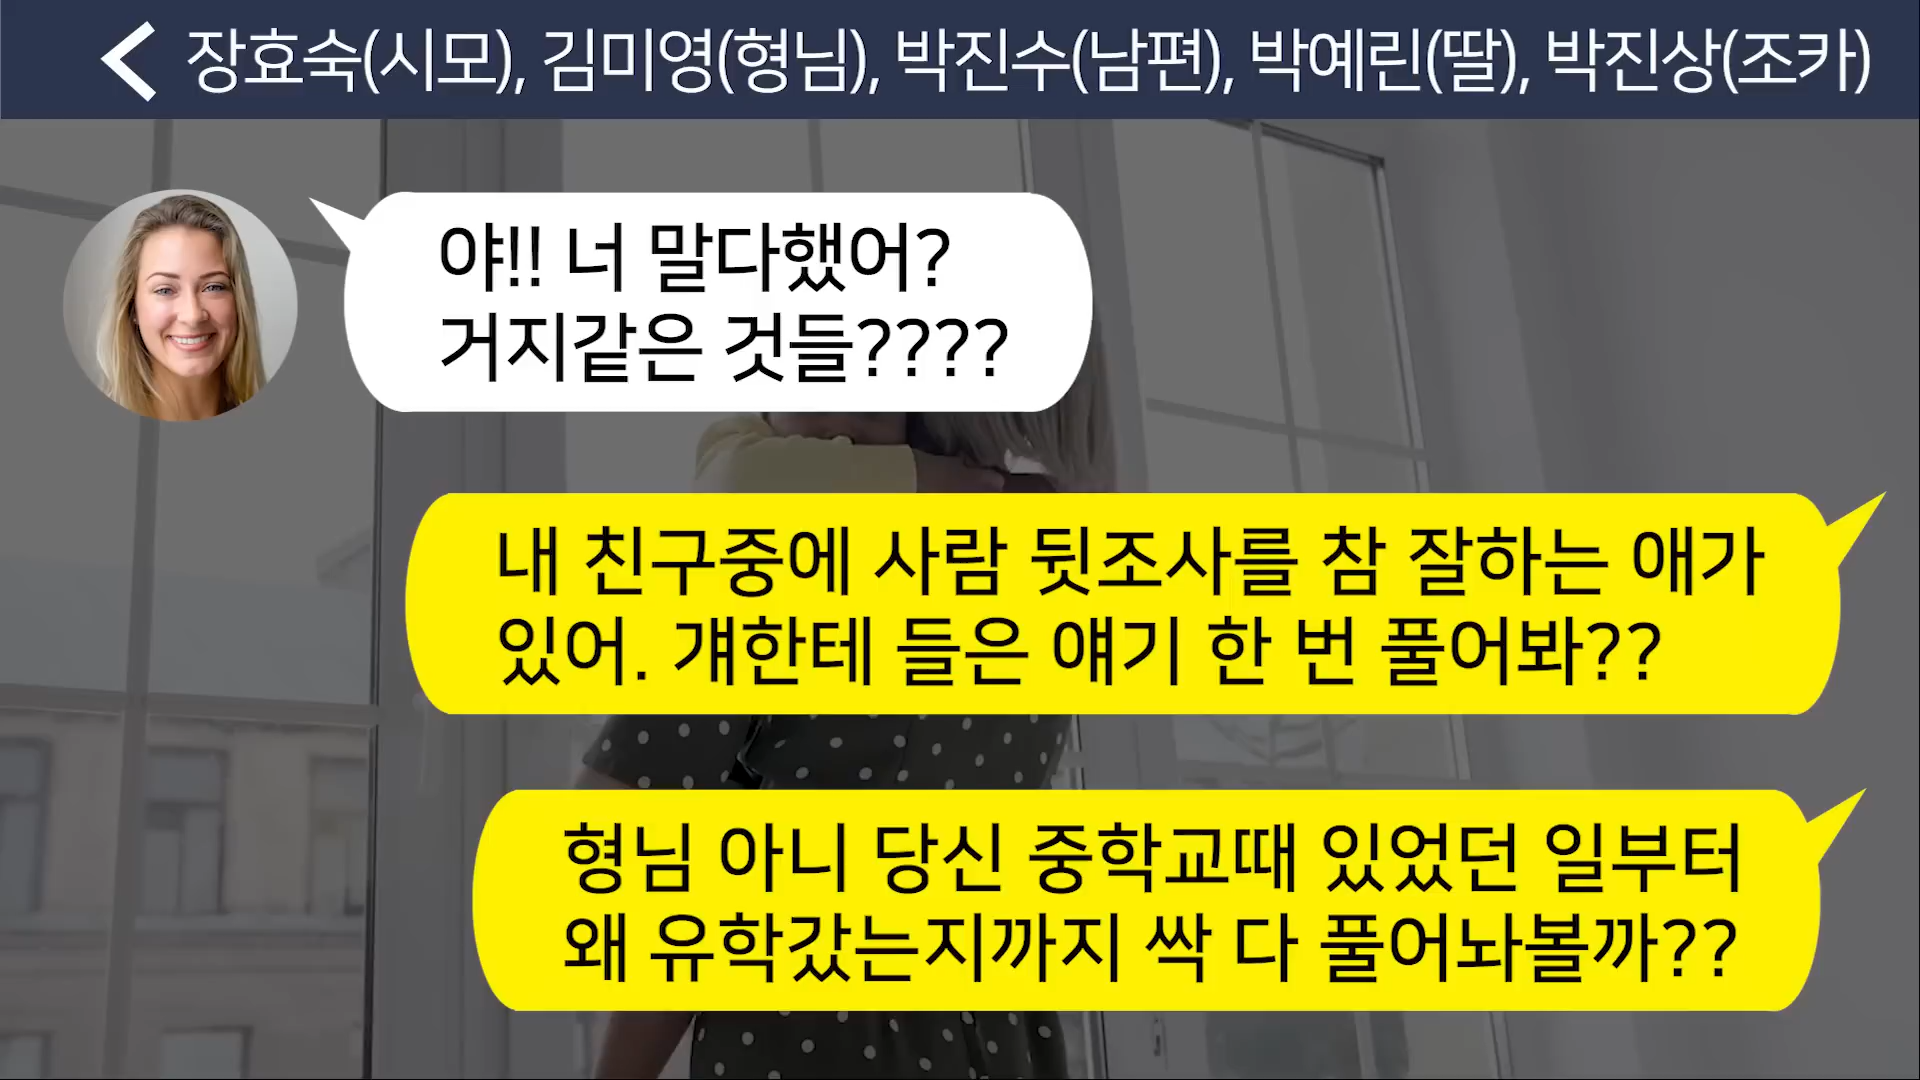 장효숙(시모), 김미영(형님), 박진수(남편), 박예린(딸), 박진상(조카)
야!! 너 말다했어?
거지같은 것들????
내 친구중에 사람 뒷조사를 참 잘하는 애가
있어. 걔한테 들은 얘기 한 번 풀어봐??
형님 아니 당신 중학교때 있었던 일부터
왜 유학갔는지까지 싹 다 풀어놔볼까??